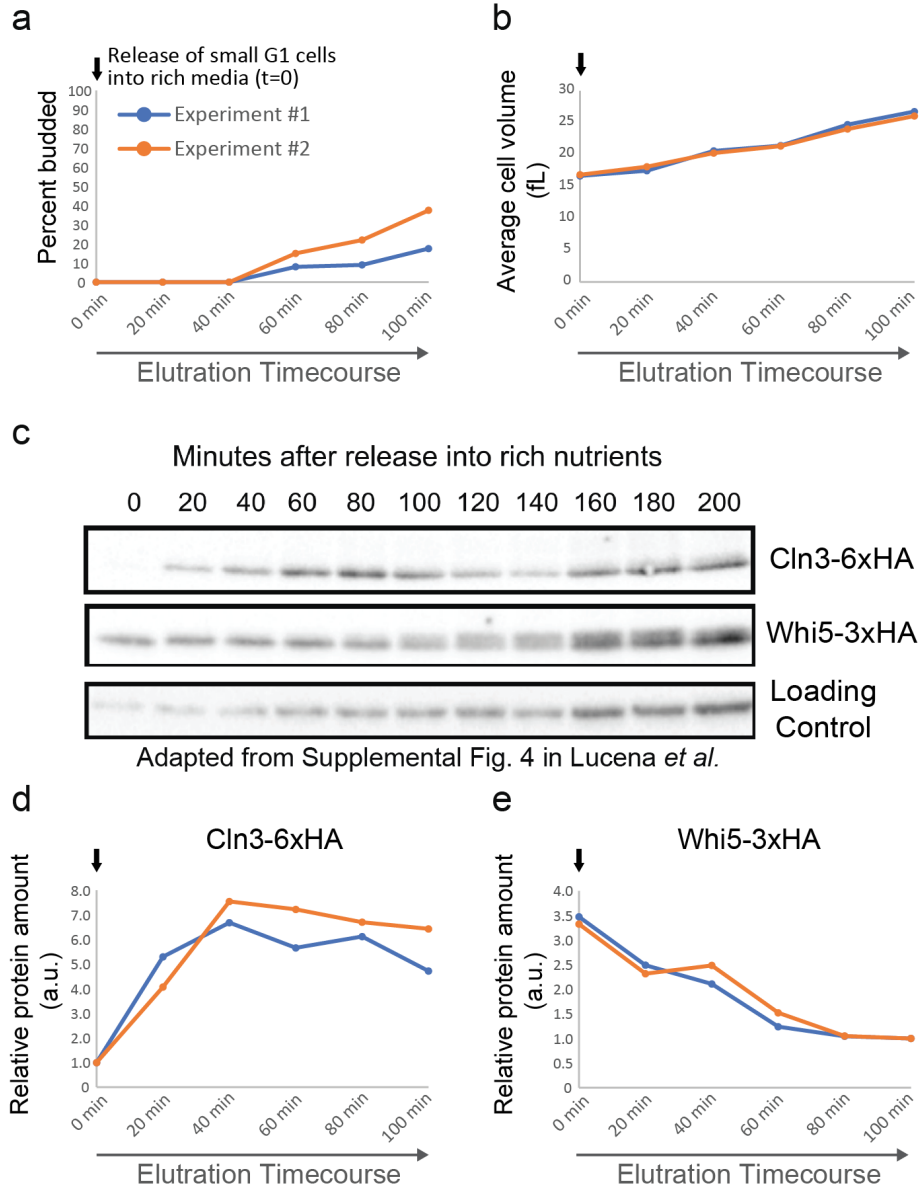 a
Release of small G1 cells
into rich media (t=0)
Percent budded
100
90
80
70
60
50
40
30
20
10
0
Experiment #1
Experiment #2
0 min
20 min
40 min
60 min
80 min
100 min
Elutration Timecourse
b
Average cell volume
(fL)
30
25
20
15
10
5
0
0 min
20 min
40 min
60 min
80 min
100 min
Elutration Timecourse
c
Minutes after release into rich nutrients
0 20 40 60 80 100 120 140 160 180 200
Cln3-6xHA
Whi5-3xHA
Loading
Control
Adapted from Supplemental Fig. 4 in Lucena et al.
d
Cln3-6xHA
Relative protein amount
(a.u.)
8.0
7.0
6.0
5.0
4.0
3.0
2.0
1.0
0
0 min
20 min
40 min
60 min
80 min
100 min
Elutration Timecourse
e
Whi5-3xHA
Relative protein amount
(a.u.)
4.0
3.5
3.0
2.5
2.0
1.5
1.0
0.5
0
0 min
20 min
40 min
60 min
80 min
100 min
Elutration Timecourse